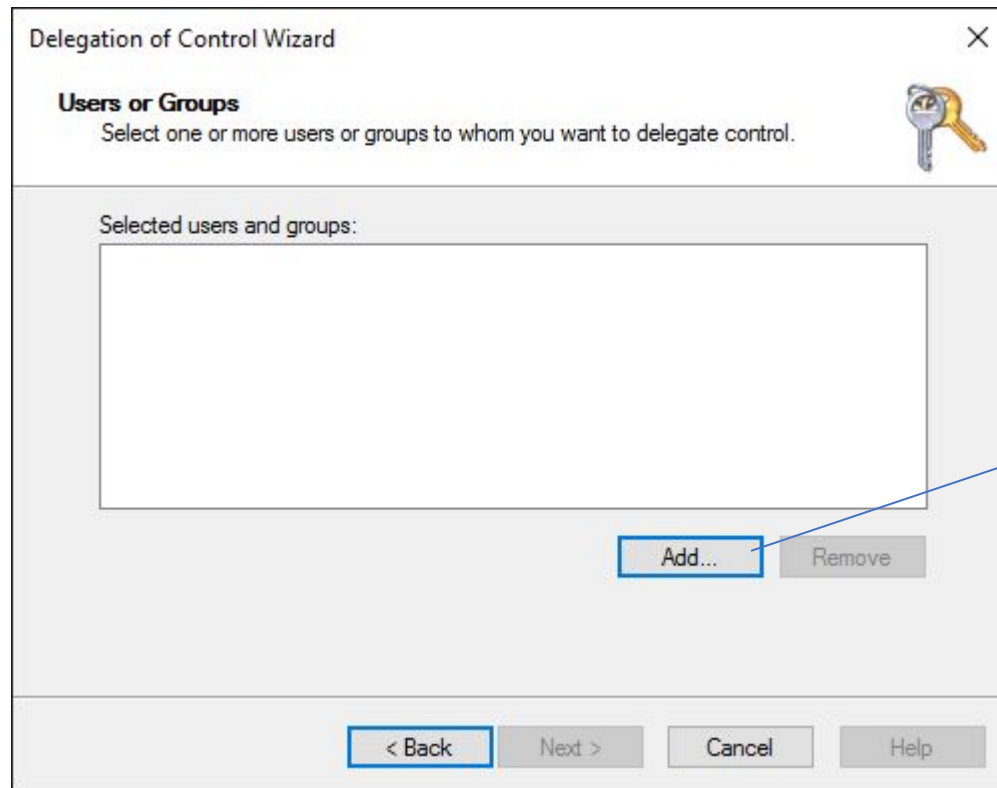 Delegation of Control Wizard
Users or Groups
Select one or more users or groups to whom you want to delegate control.
Selected users and groups:
Add...
Remove
< Back
Next >
Cancel
Help